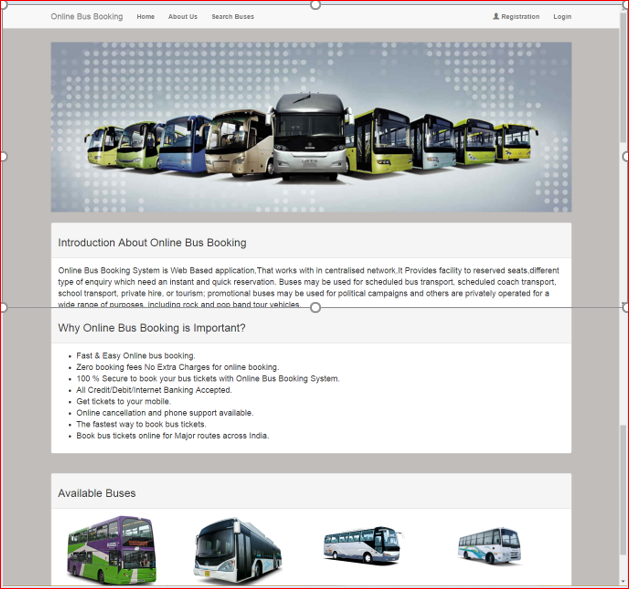 Online Bus Booking Home About Us Search Buses Registration Login
Introduction About Online Bus Booking
Online Bus Booking System is Web Based application,That works with in centralised network,It Provides facility to reserved seats,different
type of enquiry which need an instant and quick reservation. Buses may be used for scheduled bus transport, scheduled coach transport,
school transport, private hire, or tourism; promotional buses may be used for political campaigns and others are privately operated for a
wide range of purposes, including rock and pop band tour vehicles.
Why Online Bus Booking is Important?
Fast & Easy Online bus booking.
Zero booking fees No Extra Charges for online booking.
100 % Secure to book your bus tickets with Online Bus Booking System.
All Credit/Debit/Internet Banking Accepted.
Get tickets to your mobile.
Online cancellation and phone support available.
The fastest way to book bus tickets.
Book bus tickets online for Major routes across India.
Available Buses